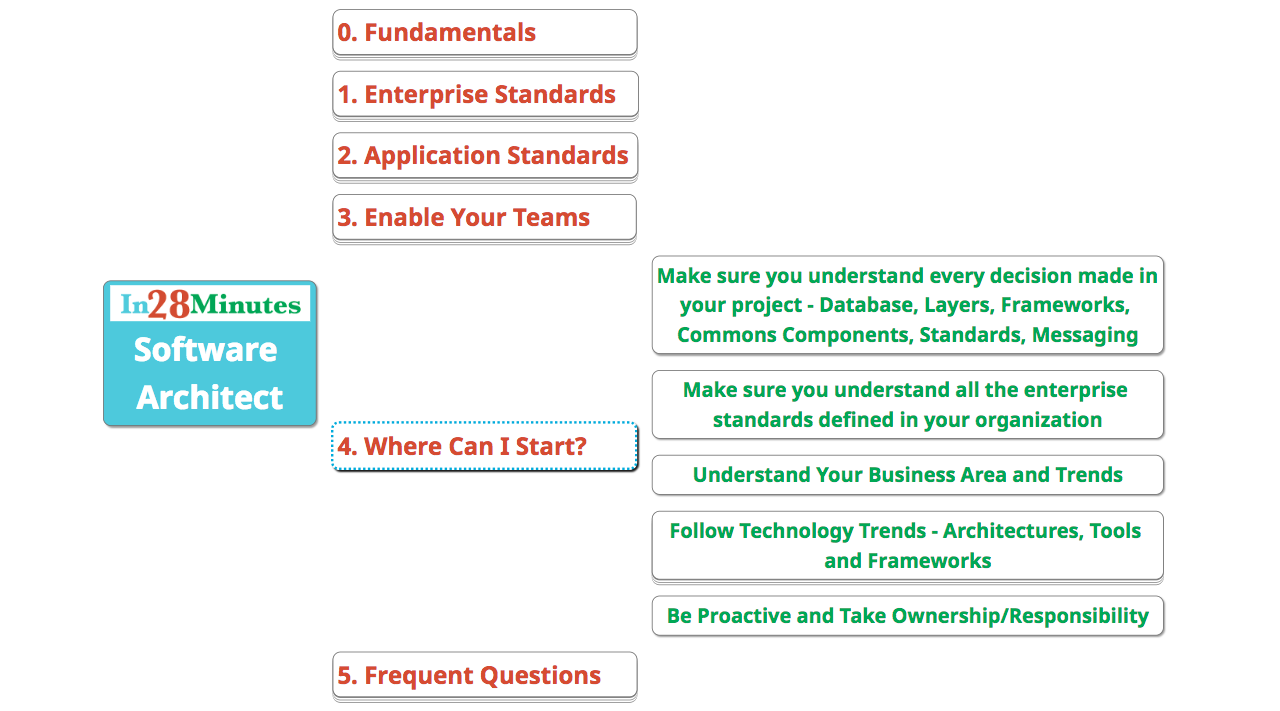 0. Fundamentals
1. Enterprise Standards
2. Application Standards
3. Enable Your Teams
In28Minutes
Software
Architect
4. Where Can I Start?
Make sure you understand every decision made in
your project - Database, Layers, Frameworks,
Commons Components, Standards, Messaging
Make sure you understand all the enterprise
standards defined in your organization
Understand Your Business Area and Trends
Follow Technology Trends - Architectures, Tools
and Frameworks
Be Proactive and Take Ownership/Responsibility
5. Frequent Questions